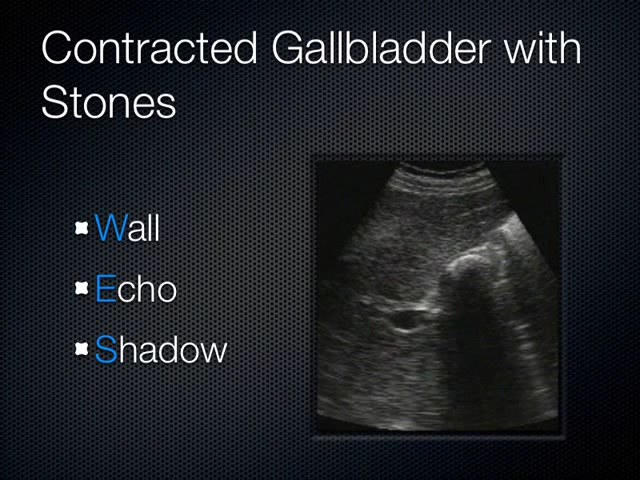 Contracted Gallbladder with
Stones
Wall
Echo
Shadow